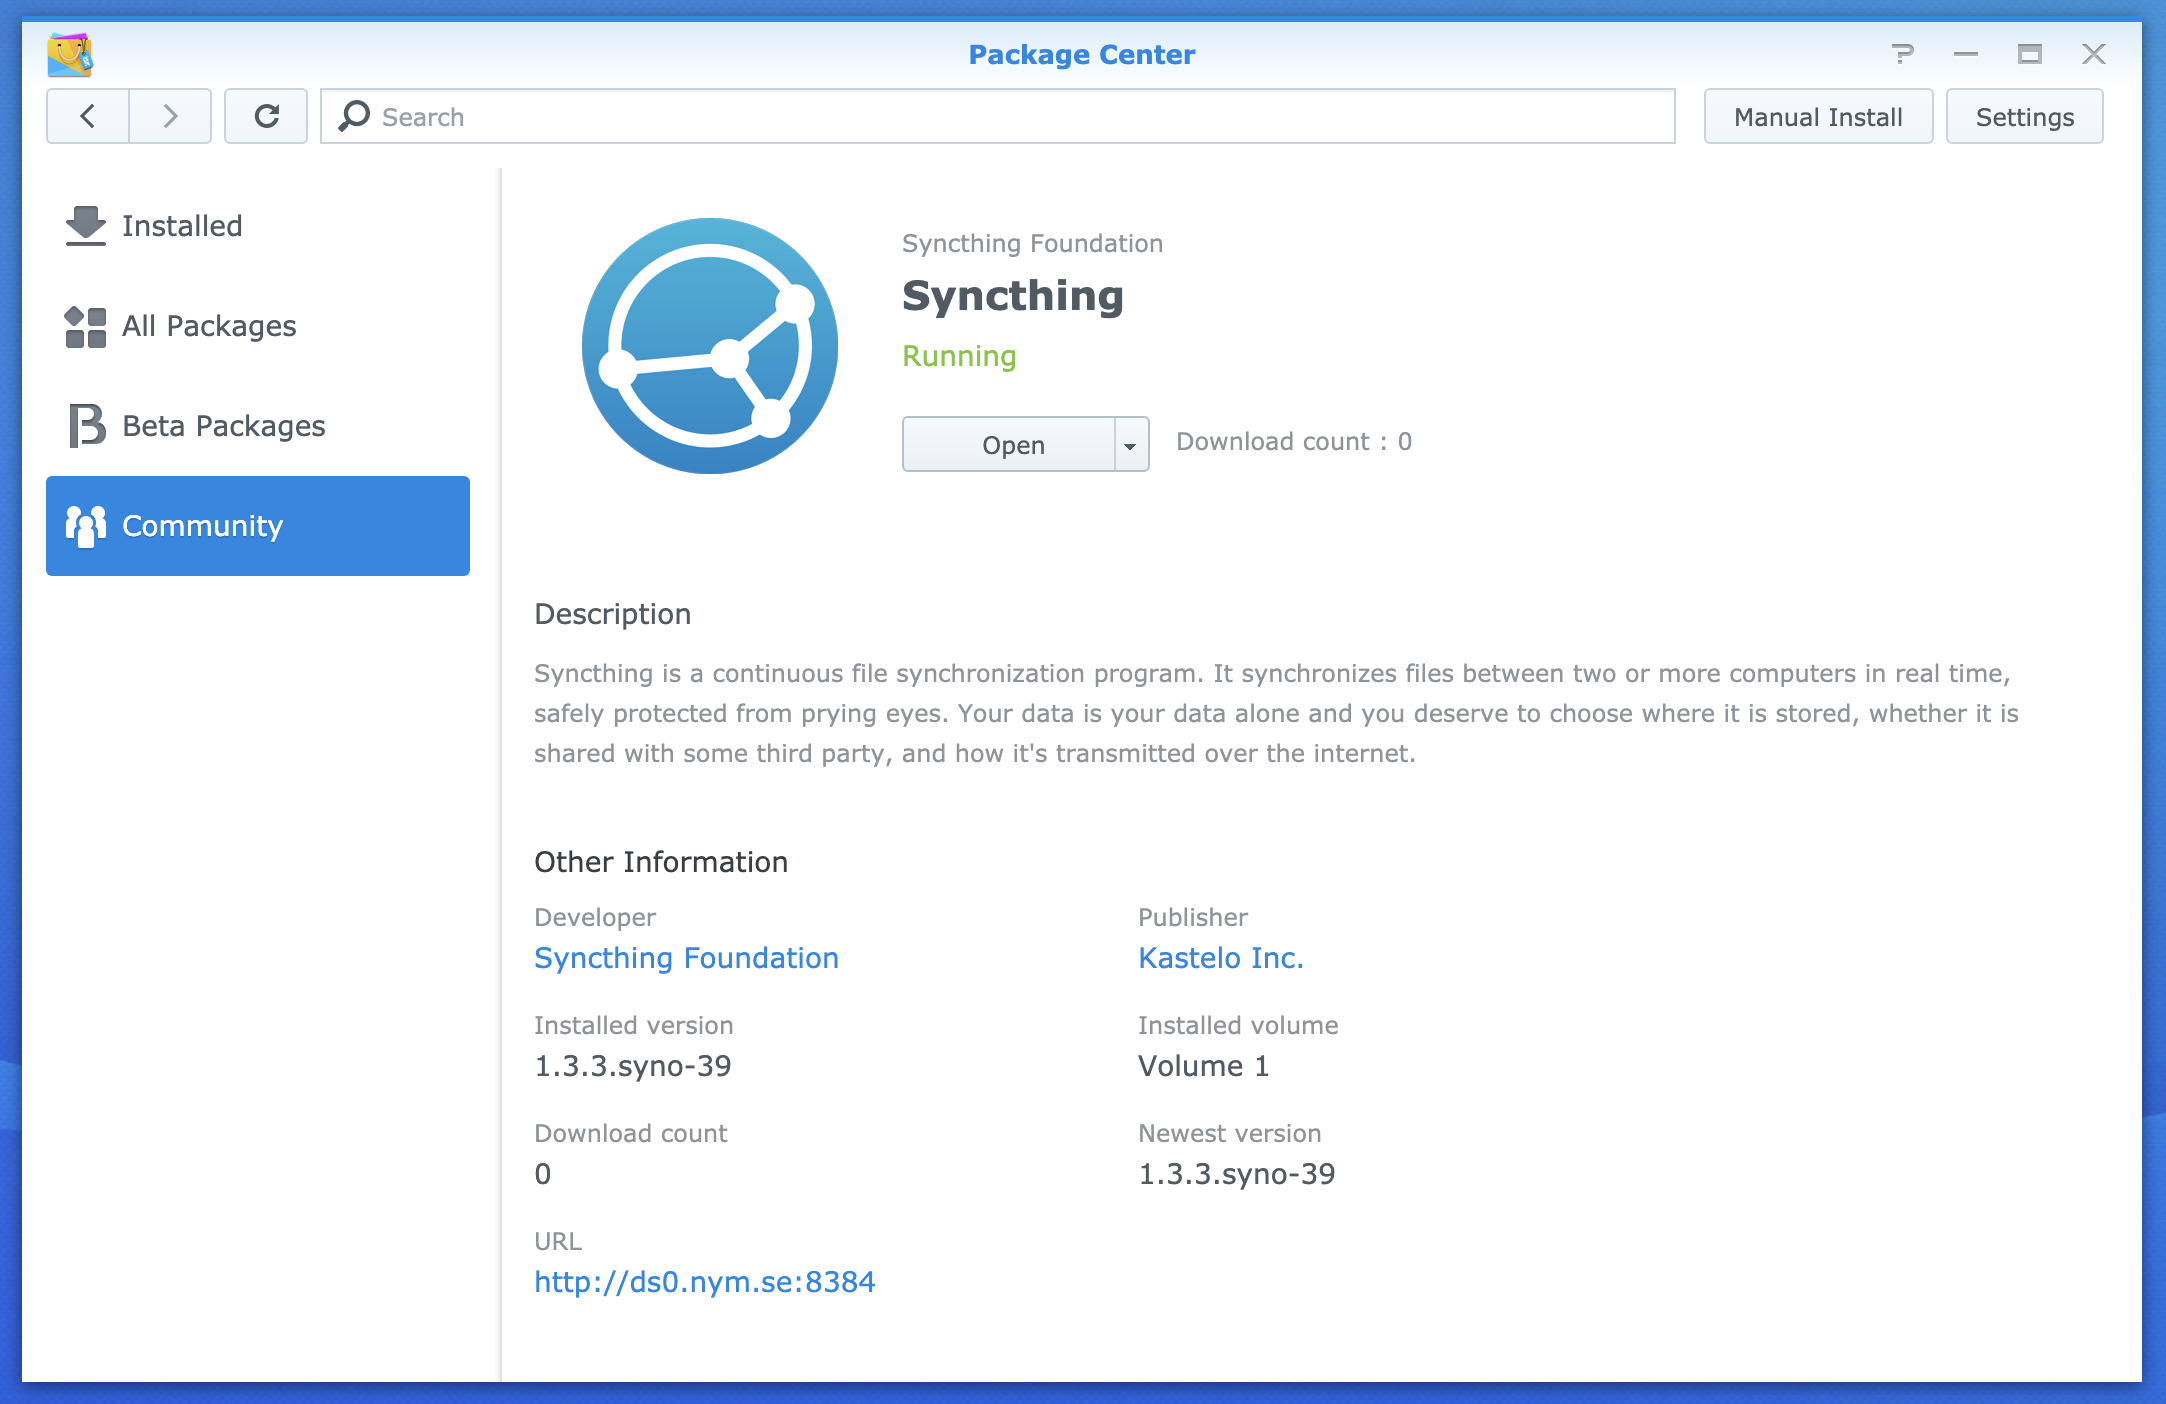 Package Center
Search
Manual Install
Settings
Installed
All Packages
Beta Packages
Community
Syncthing Foundation
Syncthing
Running
Open
Download count : 0
Description
Syncthing is a continuous file synchronization program. It synchronizes files between two or more computers in real time,
safely protected from prying eyes. Your data is your data alone and you deserve to choose where it is stored, whether it is
shared with some third party, and how it's transmitted over the internet.
Other Information
Developer
Syncthing Foundation
Publisher
Kastelo Inc.
Installed version
1.3.3.syno-39
Installed volume
Volume 1
Download count
0
Newest version
1.3.3.syno-39
URL
http://ds0.nym.se:8384